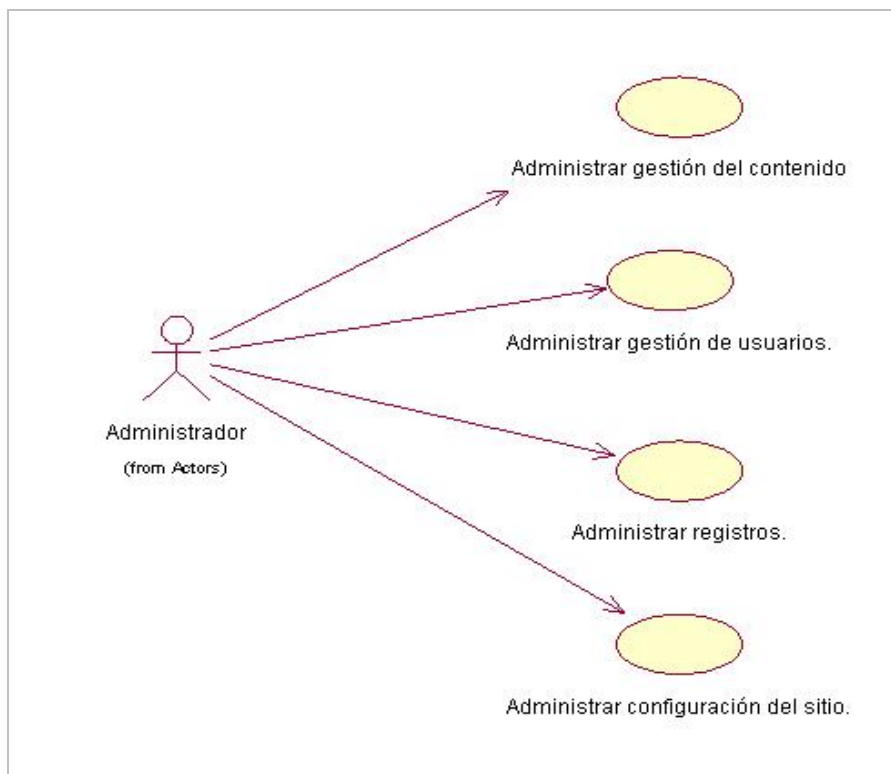 Administrar gestión del contenido
Administrar gestión de usuarios.
Administrador
(from Actors)
Administrar registros.
Administrar configuración del sitio.